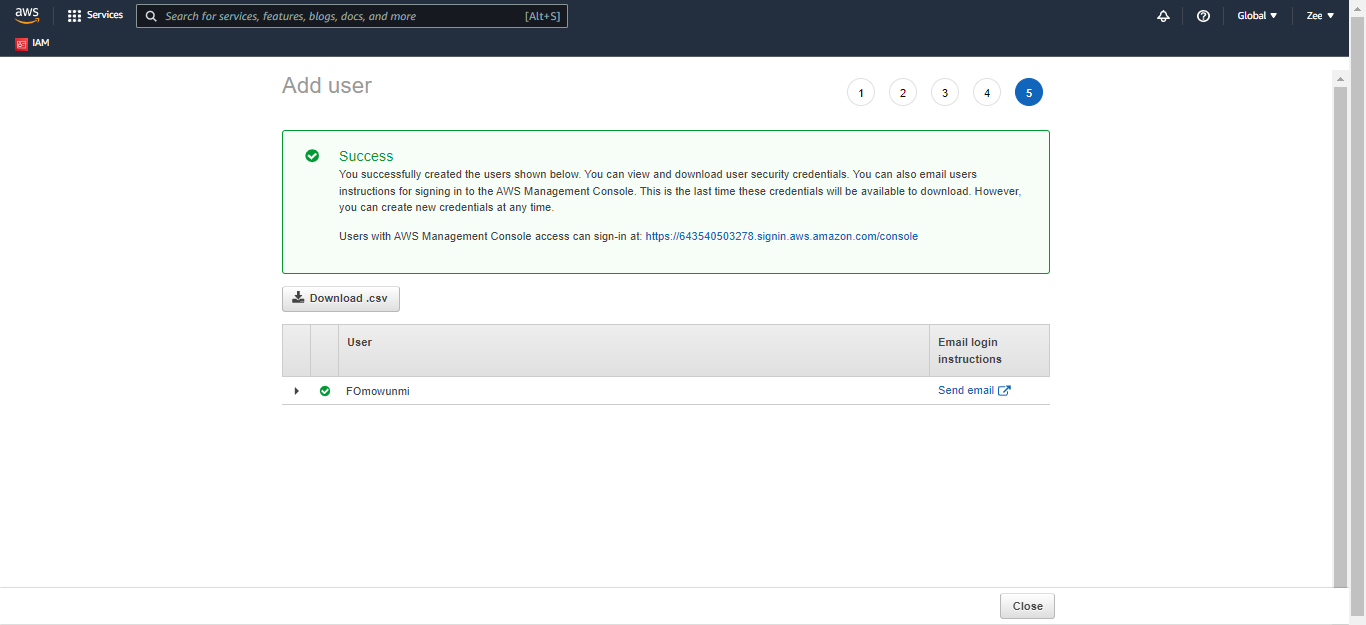 aws
Services
Search for services, features, blogs, docs, and more
[Alt+S]
Global
Zee
IAM
Add user
1
2
3
4
5
Success
You successfully created the users shown below. You can view and download user security credentials. You can also email users
instructions for signing in to the AWS Management Console. This is the last time these credentials will be available to download. However,
you can create new credentials at any time.
Users with AWS Management Console access can sign-in at: https://643540503278.signin.aws.amazon.com/console
Download .csv
User
Email login
instructions
FOmowunmi
Send email
Close